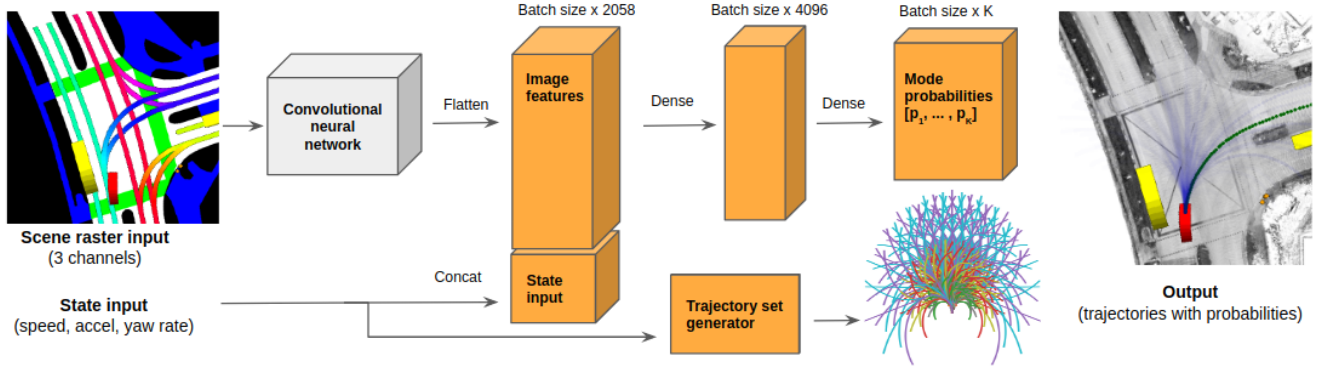 Batch size x 2058
Batch size x 4096
Batch size x K
Convolutional
neural
network
Flatten
Image
features
Dense
Dense
Mode
probabilities
[p1, ... , pK]
Scene raster input
(3 channels)
Concat
State
input
State input
(speed, accel, yaw rate)
Trajectory set
generator
Output
(trajectories with probabilities)